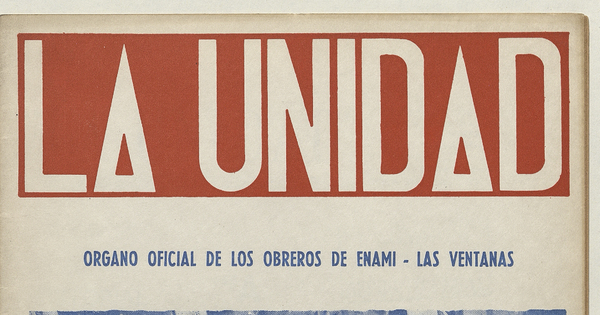 LA UNIDAD
ORGANO OFICIAL DE LOS OBREROS DE ENAMI - LAS VENTANAS